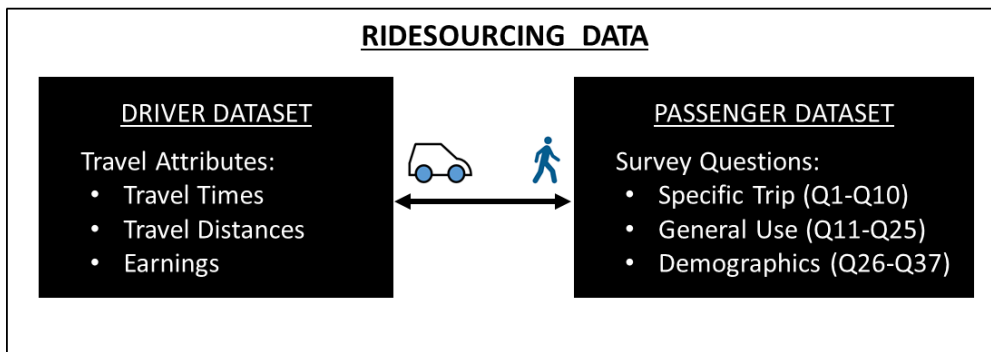 RIDESOURCING DATA
DRIVER DATASET
Travel Attributes:
• Travel Times
• Travel Distances
• Earnings
PASSENGER DATASET
Survey Questions:
• Specific Trip (Q1-Q10)
• General Use (Q11-Q25)
• Demographics (Q26-Q37)